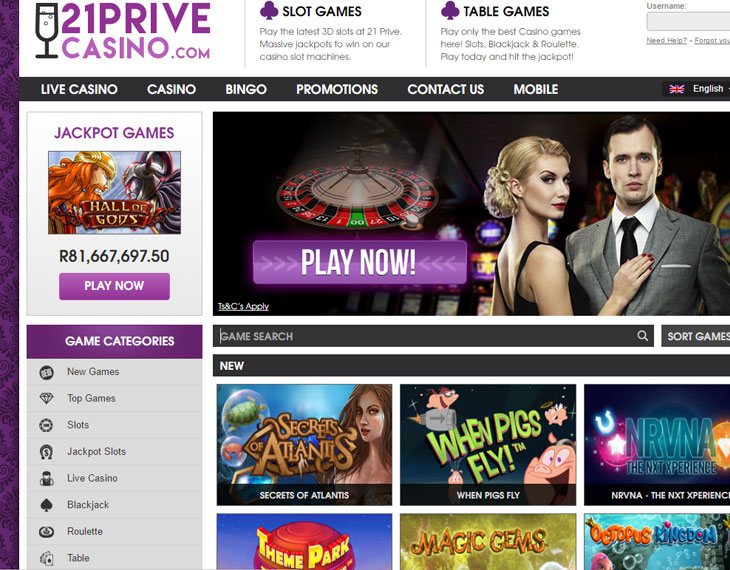 21PRIVE
CASINO.COM
SLOT GAMES
Play the latest 3D slots at 21 Prive.
Massive jackpots to win on our
casino slot machines.
TABLE GAMES
Play only the best Casino games
here! Slots, Blackjack & Roulette.
Play today and hit the jackpot!
Username:
Need Help? - Forgot you
LIVE CASINO
CASINO
BINGO
PROMOTIONS
CONTACT US
MOBILE
English
JACKPOT GAMES
HALL OF
GODS
R81,667,697.50
PLAY NOW
>>>> PLAY NOW! <<<<
Ts&C's Apply
GAME CATEGORIES
New Games
Top Games
Slots
Jackpot Slots
Live Casino
Blackjack
Roulette
Table
GAME SEARCH
SORT GAMES
NEW
SECRETS
OF ATLANTIS
SECRETS OF ATLANTIS
WHEN PIGS
FLY!™
WHEN PIGS FLY
NRVNA
THE NXT XPERIENCE
NRVNA - THE NXT XPERIENC
THEME PARK
MAGIC GEMS
OCTOPUS KINGDOM